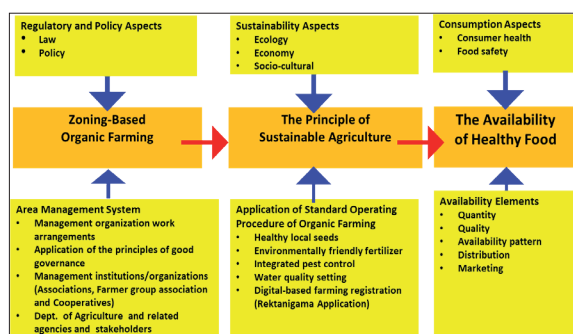 Regulatory and Policy Aspects
• Law
• Policy
Sustainability Aspects
• Ecology
• Economy
• Socio-cultural
Consumption Aspects
• Consumer health
• Food safety
Zoning-Based
Organic Farming
The Principle of
Sustainable Agriculture
The Availability
of Healthy Food
Area Management System
• Management organization work
arrangements
• Application of the principles of good
governance
• Management institutions/organizations
(Associations, Farmer group association
and Cooperatives)
• Dept. of Agriculture and related
agencies and stakeholders
Application of Standard Operating
Procedure of Organic Farming
• Healthy local seeds
• Environmentally friendly fertilizer
• Integrated pest control
• Water quality setting
• Digital-based farming registration
(Rektanigama Application)
Availability Elements
• Quantity
• Quality
• Availability pattern
• Distribution
• Marketing